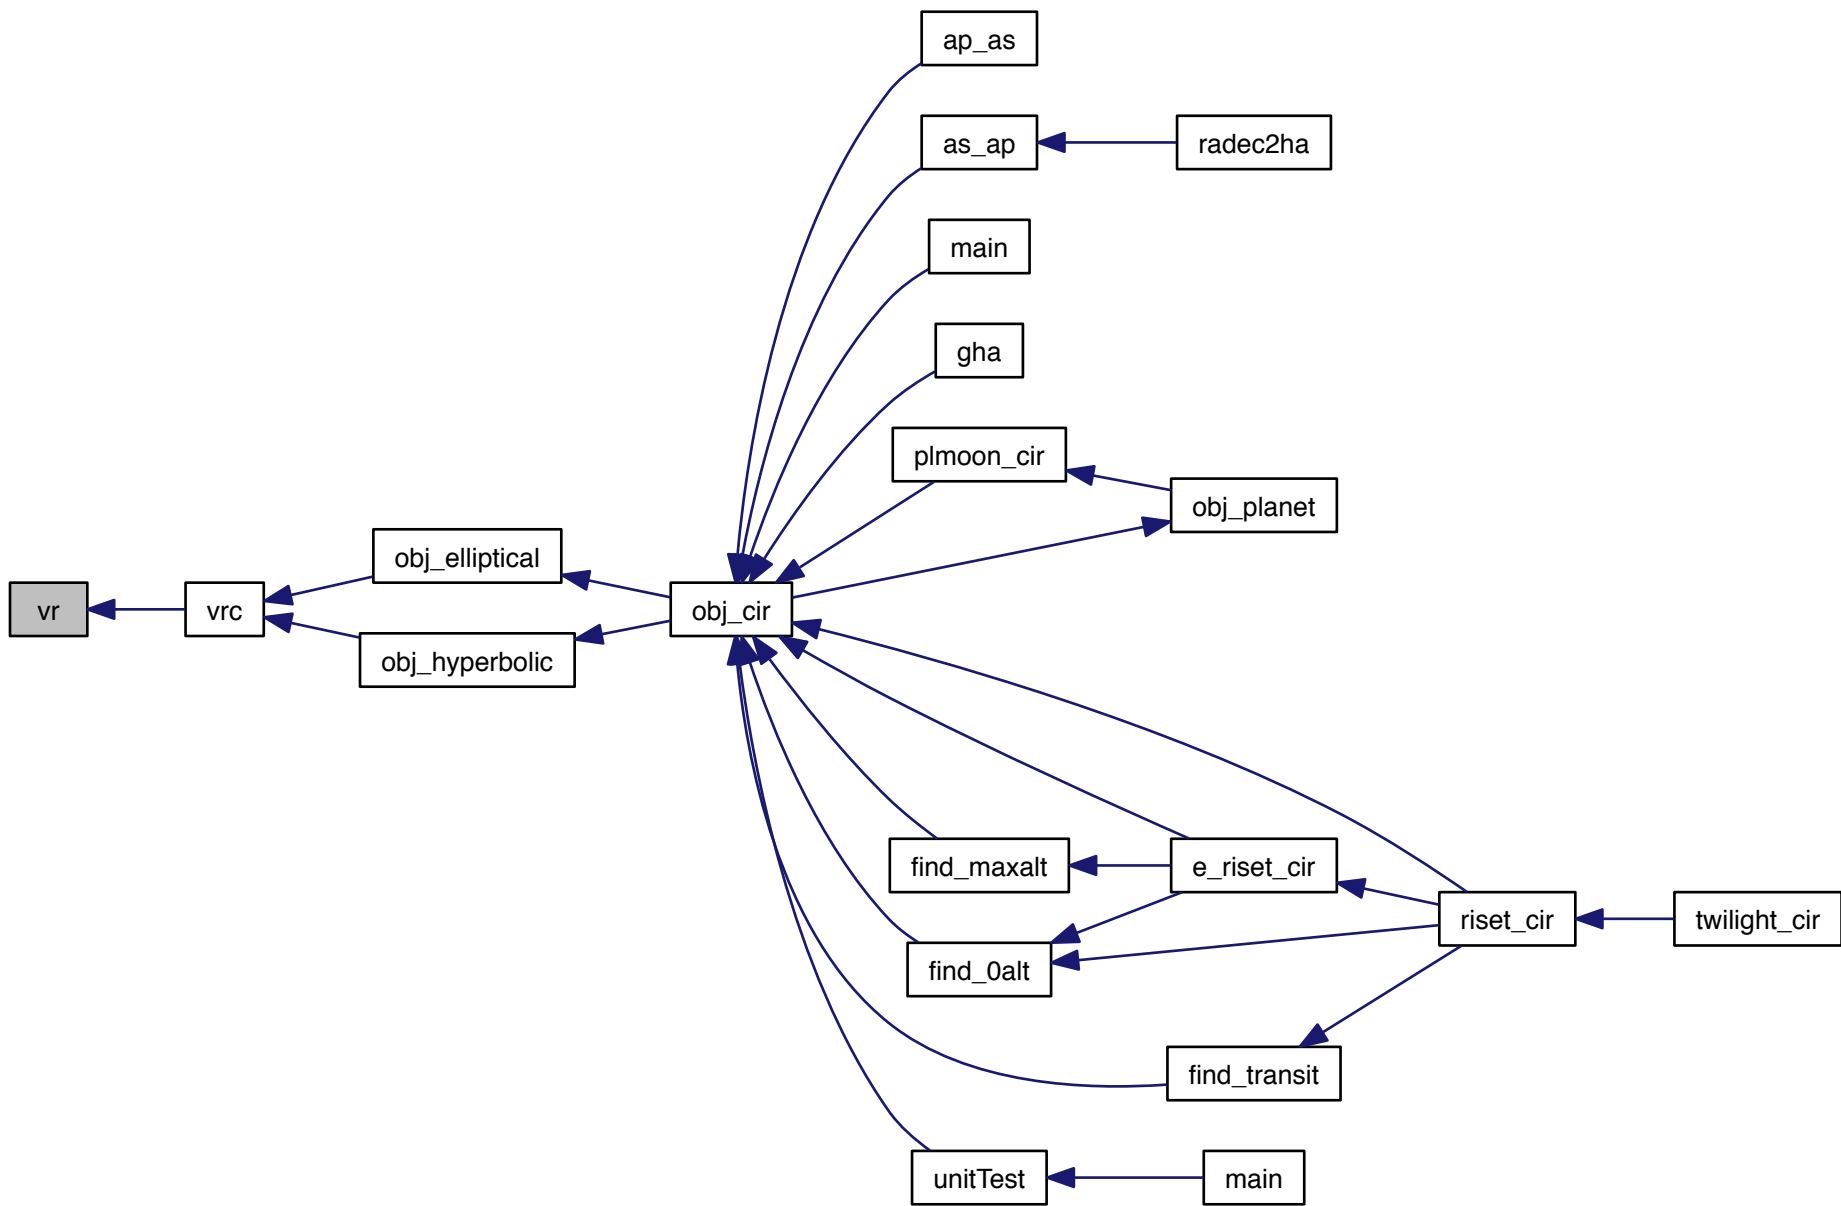 ap_as
as_ap
radec2ha
main
gha
plmoon_cir
obj_planet
obj_elliptical
vr
vrc
obj_cir
obj_hyperbolic
find_maxalt
e_riset_cir
riset_cir
twilight_cir
find_0alt
find_transit
unitTest
main